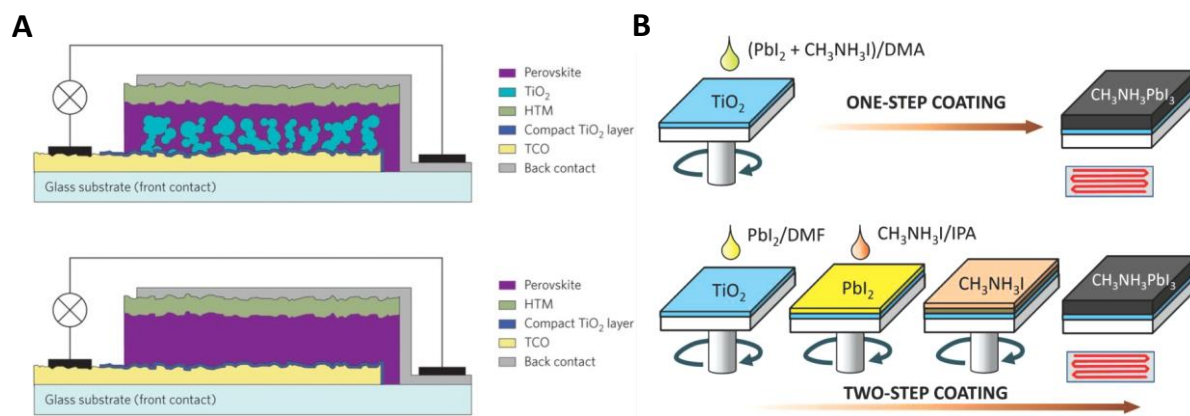 A
Perovskite
TiO₂
HTM
Compact TiO₂ layer
TCO
Back contact
Glass substrate (front contact)
Perovskite
HTM
Compact TiO₂ layer
TCO
Back contact
Glass substrate (front contact)
B
(PbI₂ + CH₃NH₃I)/DMA
TiO₂
ONE-STEP COATING
CH₃NH₃PbI₃
PbI₂/DMF
CH₃NH₃I/IPA
TiO₂
PbI₂
CH₃NH₃I
CH₃NH₃PbI₃
TWO-STEP COATING